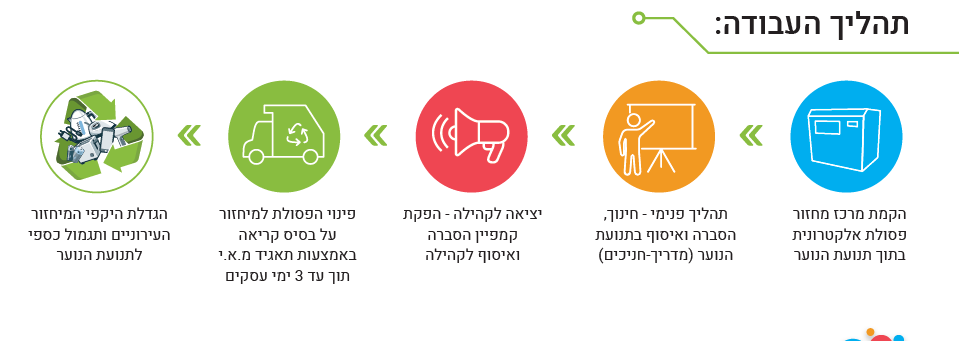 תהליך העבודה:
הקמת מרכז מחזור
פסולת אלקטרונית
בתוך תנועת הנוער
תהליך פנימי - חינוך,
הסברה ואיסוף בתנועת
הנוער (מדריך-חניכים)
יציאה לקהילה - הפקת
קמפיין הסברה
ואיסוף לקהילה
פינוי הפסולת למיחזור
על בסיס קריאה
באמצעות תאגיד מ.א.י
תוך עד 3 ימי עסקים
הגדלת היקפי המיחזור
העירוניים ותגמול כספי
לתנועת הנוער